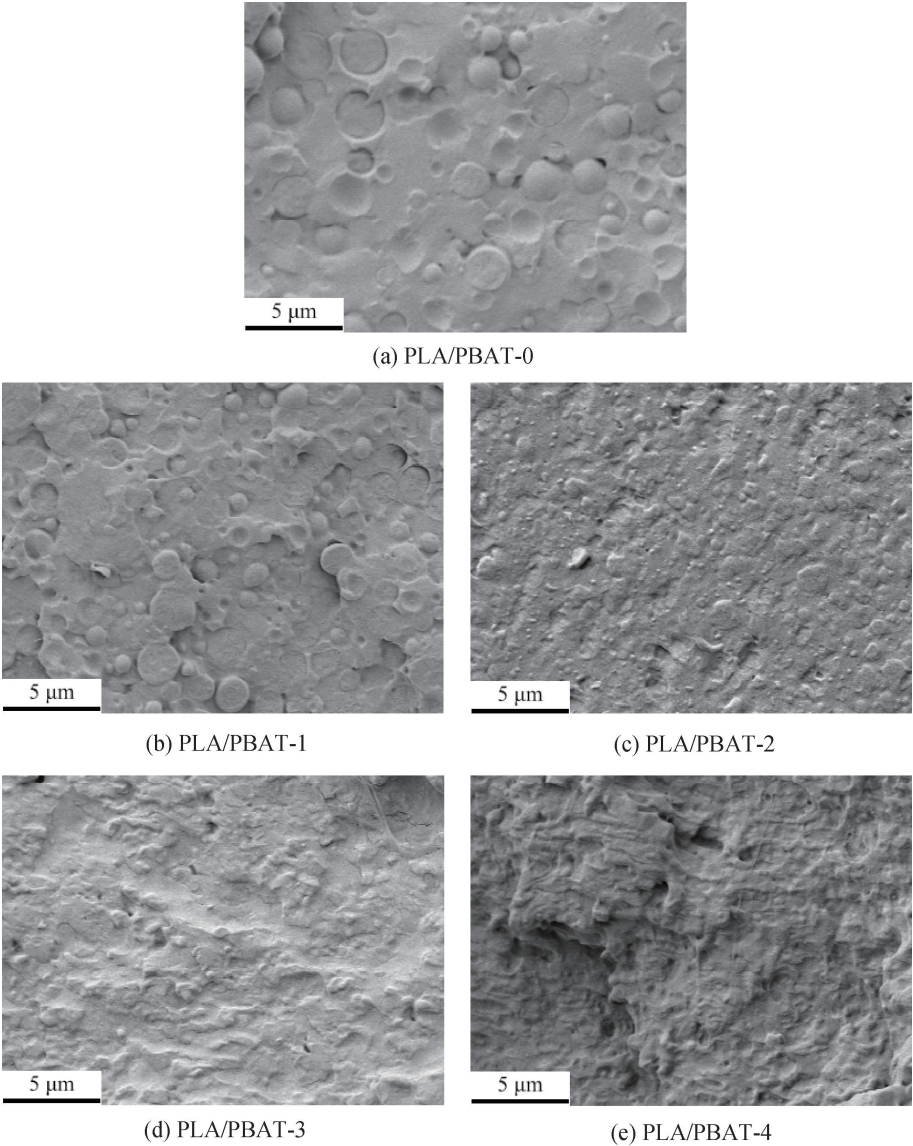 5 μm
(a) PLA/PBAT-0
5 μm
5 μm
(b) PLA/PBAT-1
(c) PLA/PBAT-2
5 μm
5 μm
(d) PLA/PBAT-3
(e) PLA/PBAT-4